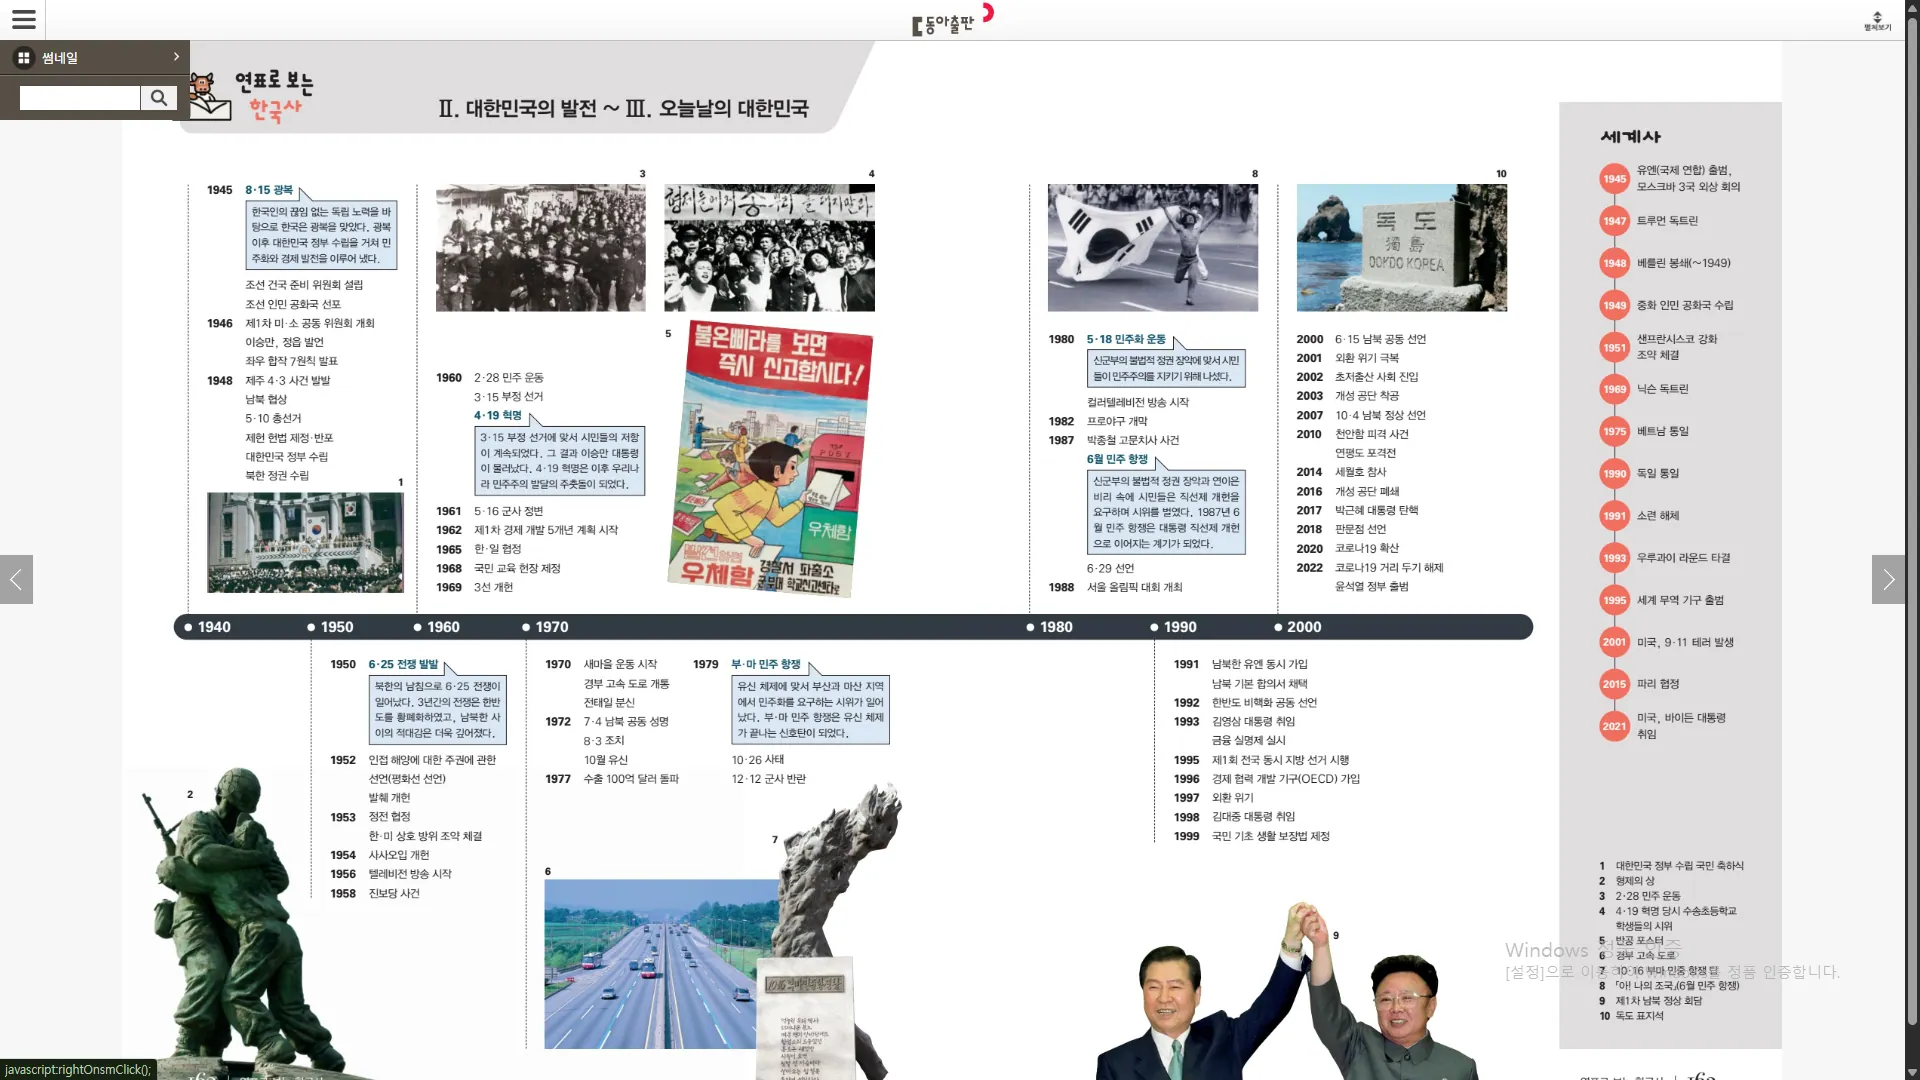 동아출판
펼쳐보기
썸네일
연표로 보는
한국사
Ⅱ. 대한민국의 발전 ~ Ⅲ. 오늘날의 대한민국
1945 8·15 광복
한국인의 끊임 없는 독립 노력을 바
탕으로 한국은 광복을 맞았다. 광복
이후 대한민국 정부 수립을 거쳐 민
주화와 경제 발전을 이루어 냈다.
조선 건국 준비 위원회 설립
조선 인민 공화국 선포
1946 제1차 미·소 공동 위원회 개회
이승만, 정읍 발언
좌우 합작 7원칙 발표
1948 제주 4·3 사건 발발
남북 협상
5·10 총선거
제헌 헌법 제정·반포
대한민국 정부 수립
북한 정권 수립
1
3
1960 2·28 민주 운동
3·15 부정 선거
4·19 혁명
3·15 부정 선거에 맞서 시민들의 저항
이 계속되었다. 그 결과 이승만 대통령
이 물러났다. 4·19 혁명은 이후 우리나
라 민주주의 발달의 주춧돌이 되었다.
1961 5·16 군사 정변
1962 제1차 경제 개발 5개년 계획 시작
1965 한·일 협정
1968 국민 교육 헌장 제정
1969 3선 개헌
4
5
불온삐라를 보면
즉시 신고합시다!
POST
우체함
우체함
경찰서 파출소
군부대 학교신고센타로
8
1980 5·18 민주화 운동
신군부의 불법적 정권 장악에 맞서 시민
들이 민주주의를 지키기 위해 나섰다.
컬러텔레비전 방송 시작
1982 프로야구 개막
1987 박종철 고문치사 사건
6월 민주 항쟁
신군부의 불법적 정권 장악과 연이은
비리 속에 시민들은 직선제 개헌을
요구하며 시위를 벌였다. 1987년 6
월 민주 항쟁은 대통령 직선제 개헌
으로 이어지는 계기가 되었다.
6·29 선언
1988 서울 올림픽 대회 개최
10
독도
獨島
DOKDO KOREA
2000 6·15 남북 공동 선언
2001 외환 위기 극복
2002 초저출산 사회 진입
2003 개성 공단 착공
2007 10·4 남북 정상 선언
2010 천안함 피격 사건
연평도 포격전
2014 세월호 참사
2016 개성 공단 폐쇄
2017 박근혜 대통령 탄핵
2018 판문점 선언
2020 코로나19 확산
2022 코로나19 거리 두기 해제
윤석열 정부 출범
1940 1950 1960 1970 1980 1990 2000
1950 6·25 전쟁 발발
북한의 남침으로 6·25 전쟁이
일어났다. 3년간의 전쟁은 한반
도를 황폐화하였고, 남북한 사
이의 적대감은 더욱 깊어졌다.
1952 인접 해양에 대한 주권에 관한
선언(평화선 선언)
발췌 개헌
1953 정전 협정
한·미 상호 방위 조약 체결
1954 사사오입 개헌
1956 텔레비전 방송 시작
1958 진보당 사건
2
1970 새마을 운동 시작
경부 고속 도로 개통
전태일 분신
1972 7·4 남북 공동 성명
8·3 조치
10월 유신
1977 수출 100억 달러 돌파
1979 부·마 민주 항쟁
유신 체제에 맞서 부산과 마산 지역
에서 민주화를 요구하는 시위가 일어
났다. 부·마 민주 항쟁은 유신 체제
가 끝나는 신호탄이 되었다.
10·26 사태
12·12 군사 반란
6
7
1991 남북한 유엔 동시 가입
남북 기본 합의서 채택
1992 한반도 비핵화 공동 선언
1993 김영삼 대통령 취임
금융 실명제 실시
1995 제1회 전국 동시 지방 선거 시행
1996 경제 협력 개발 기구(OECD) 가입
1997 외환 위기
1998 김대중 대통령 취임
1999 국민 기초 생활 보장법 제정
9
세계사
1945 유엔(국제 연합) 출범,
모스크바 3국 외상 회의
1947 트루먼 독트린
1948 베를린 봉쇄(~1949)
1949 중화 인민 공화국 수립
1951 샌프란시스코 강화
조약 체결
1969 닉슨 독트린
1975 베트남 통일
1990 독일 통일
1991 소련 해체
1993 우루과이 라운드 타결
1995 세계 무역 기구 출범
2001 미국, 9·11 테러 발생
2015 파리 협정
2021 미국, 바이든 대통령
취임
1 대한민국 정부 수립 국민 축하식
2 형제의 상
3 2·28 민주 운동
4 4·19 혁명 당시 수송초등학교
학생들의 시위
5 반공 포스터
6 경부 고속 도로
7 10·16 부마 민중 항쟁 탑
8 「아! 나의 조국」(6월 민주 항쟁)
9 제1차 남북 정상 회담
10 독도 표지석
Windows 정품 인증
javascript:rightOnsmClick();